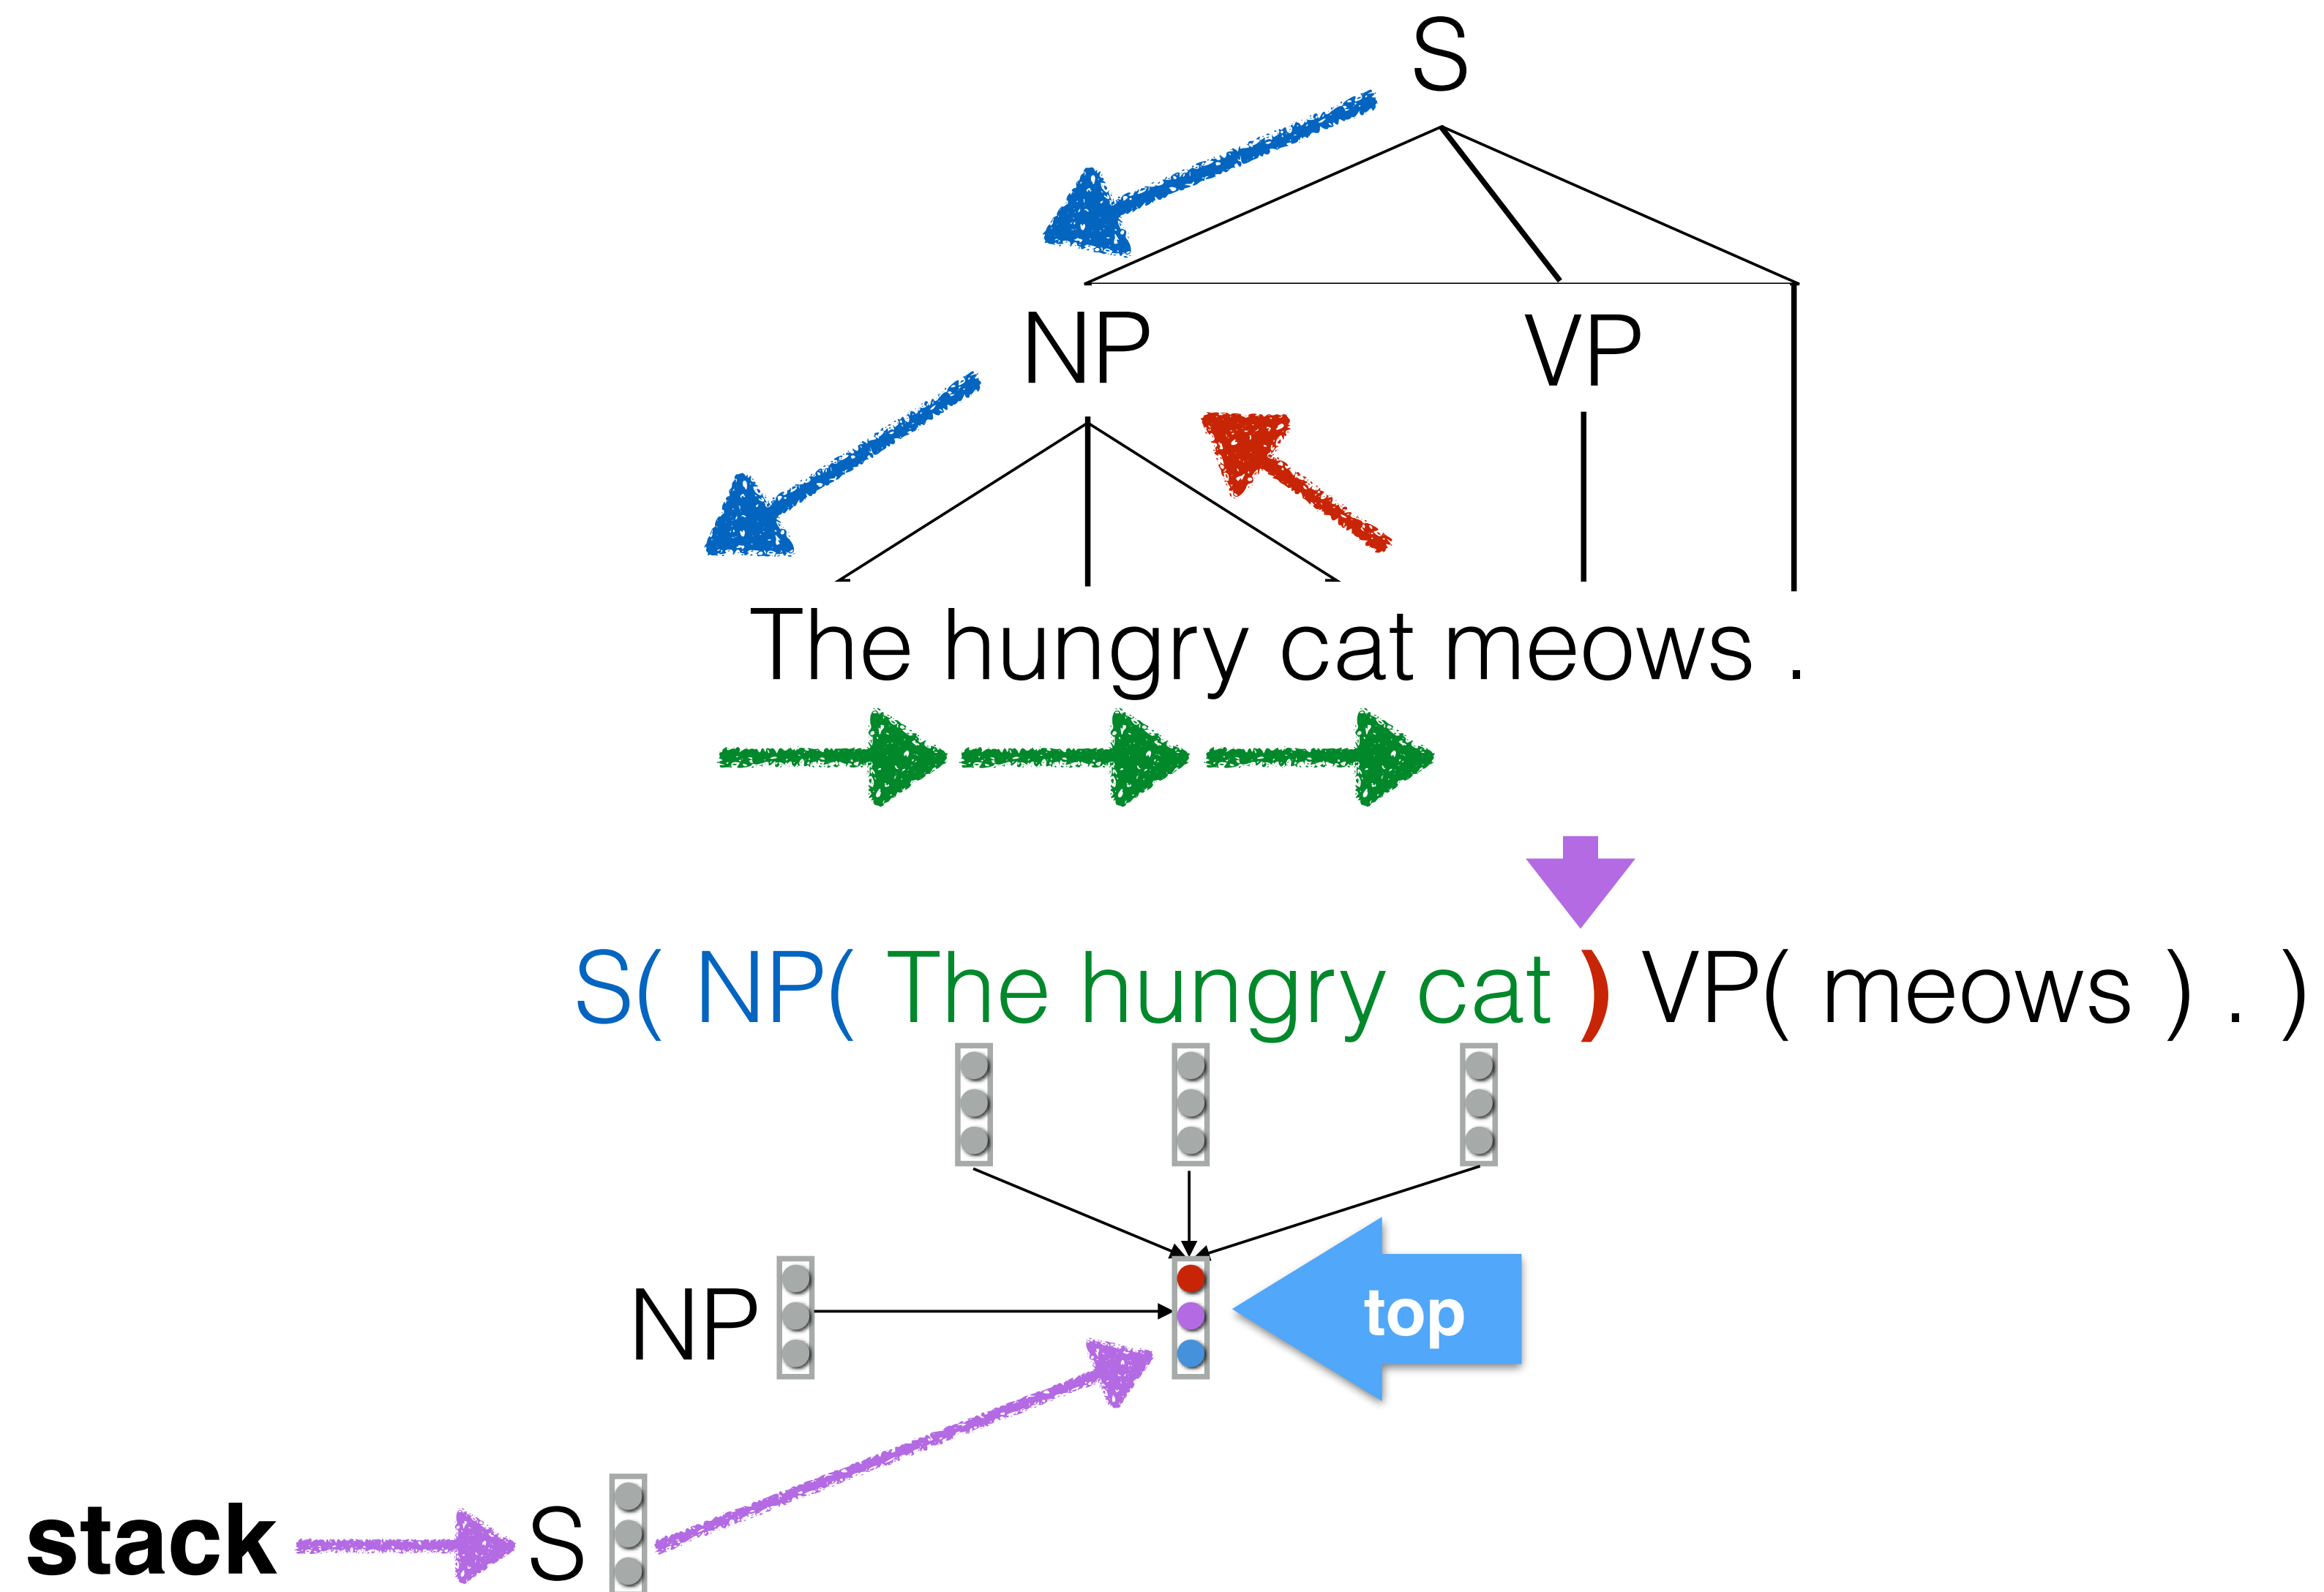 S
NP VP
The hungry cat meows .
S( NP( The hungry cat ) VP( meows ) . )
NP top
stack S